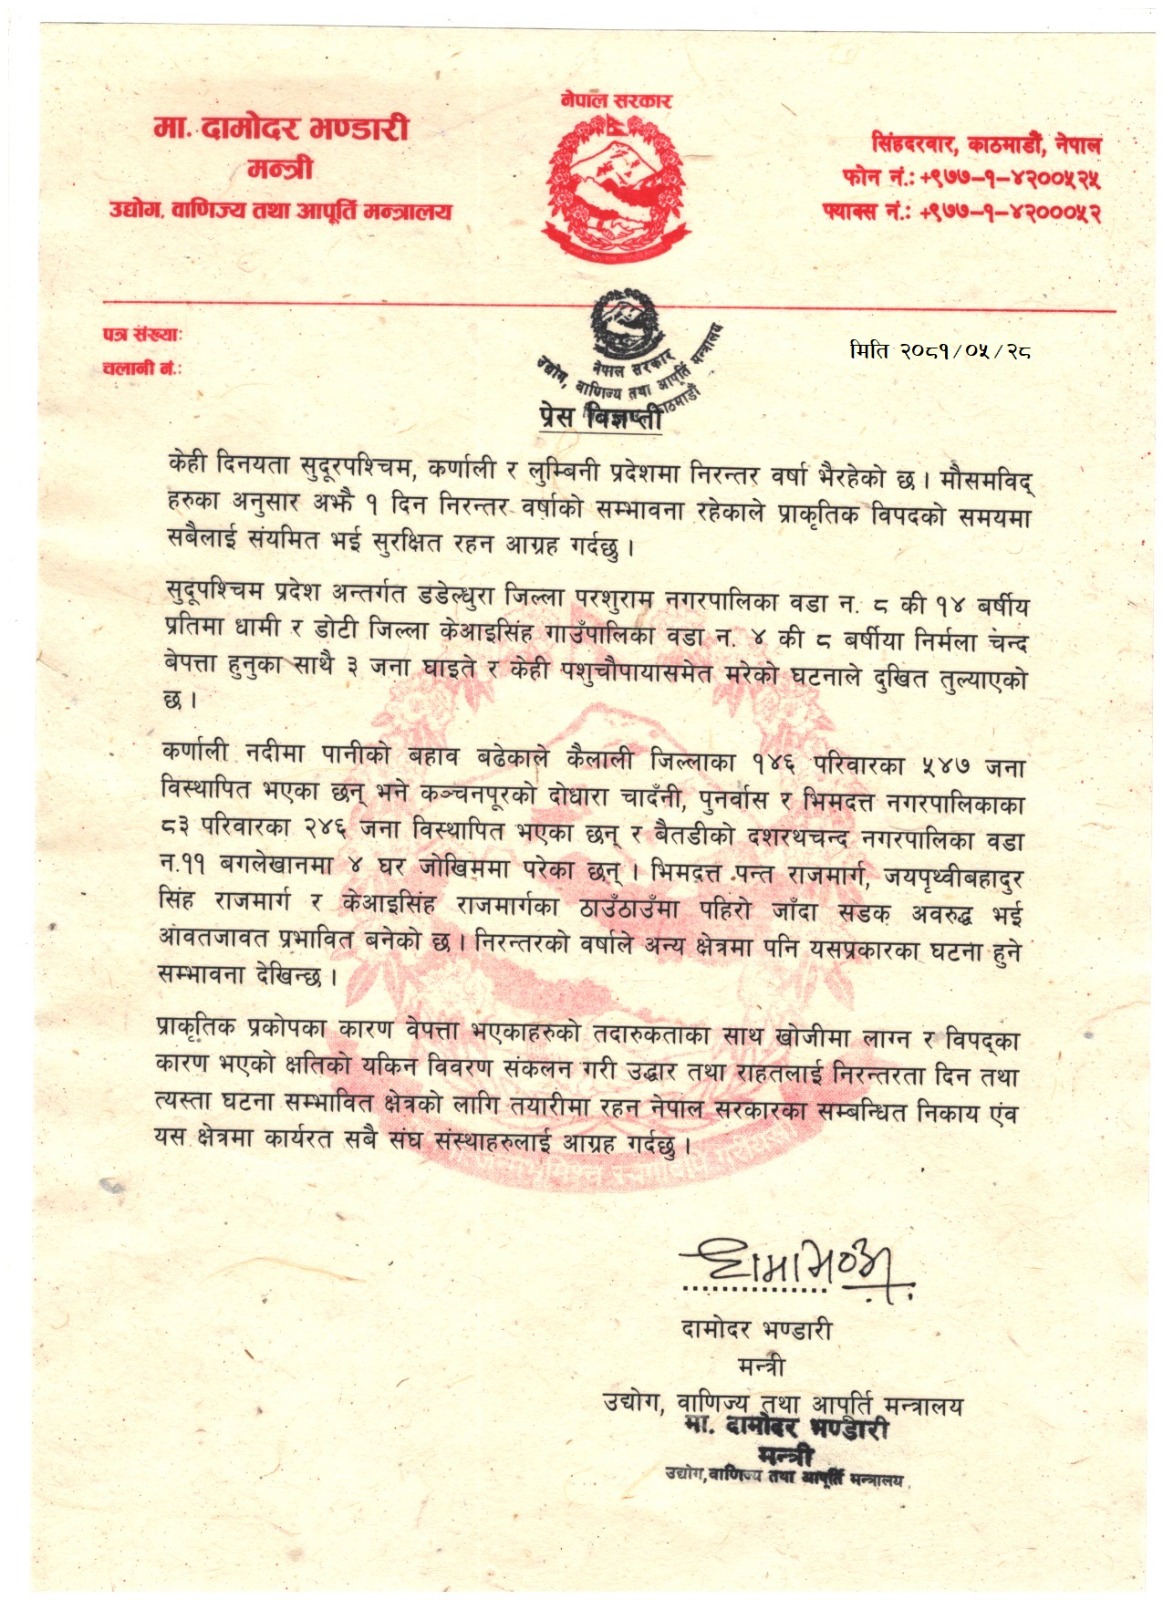 नेपाल सरकार
मा. दामोदर भण्डारी
मन्त्री
उद्योग, वाणिज्य तथा आपूर्ति मन्त्रालय
सिंहदरवार, काठमाडौं, नेपाल
फोन नं.: +९७७-१-४२००५२५
फ्याक्स नं.: +९७७-१-४२०००५२
पत्र संख्याः
चलानी नं.:
मिति २०८१/०५/२८
नेपाल सरकार
उद्योग, वाणिज्य तथा आपूर्ति मन्त्रालय
काठमाडौं
प्रेस विज्ञप्ती
केही दिनयता सुदूरपश्चिम, कर्णाली र लुम्बिनी प्रदेशमा निरन्तर वर्षा भैरहेको छ । मौसमविद्
हरुका अनुसार अझै १ दिन निरन्तर वर्षाको सम्भावना रहेकाले प्राकृतिक विपदको समयमा
सबैलाई संयमित भई सुरक्षित रहन आग्रह गर्दछु ।
सुदूपश्चिम प्रदेश अन्तर्गत डडेल्धुरा जिल्ला परशुराम नगरपालिका वडा न. ८ की १४ बर्षीय
प्रतिमा धामी र डोटी जिल्ला केआइसिंह गाउँपालिका वडा न. ४ की ८ बर्षीया निर्मला चन्द
बेपत्ता हुनुका साथै ३ जना घाइते र केही पशुचौपायासमेत मरेको घटनाले दुखित तुल्याएको
छ ।
कर्णाली नदीमा पानीको बहाव बढेकाले कैलाली जिल्लाका १४६ परिवारका ५४७ जना
विस्थापित भएका छन् भने कञ्चनपूरको दोधारा चादँनी, पुनर्वास र भिमदत्त नगरपालिकाका
८३ परिवारका २४६ जना विस्थापित भएका छन् र बैतडीको दशरथचन्द नगरपालिका वडा
न.११ बगलेखानमा ४ घर जोखिममा परेका छन् । भिमदत्त पन्त राजमार्ग, जयपृथ्वीबहादुर
सिंह राजमार्ग र केआइसिंह राजमार्गका ठाउँठाउँमा पहिरो जाँदा सडक अवरुद्ध भई
आवतजावत प्रभावित बनेको छ । निरन्तरको वर्षाले अन्य क्षेत्रमा पनि यसप्रकारका घटना हुने
सम्भावना देखिन्छ ।
प्राकृतिक प्रकोपका कारण वेपत्ता भएकाहरुको तदारुकताका साथ खोजीमा लाग्न र विपद्का
कारण भएको क्षतिको यकिन विवरण संकलन गरी उद्धार तथा राहतलाई निरन्तरता दिन तथा
त्यस्ता घटना सम्भावित क्षेत्रको लागि तयारीमा रहन नेपाल सरकारका सम्बन्धित निकाय एंव
यस क्षेत्रमा कार्यरत सबै संघ संस्थाहरुलाई आग्रह गर्दछु ।
दामोदर भण्डारी
मन्त्री
उद्योग, वाणिज्य तथा आपूर्ति मन्त्रालय
मा. दामोदर भण्डारी
मन्त्री
उद्योग,वाणिज्य तथा आपूर्ति मन्त्रालय